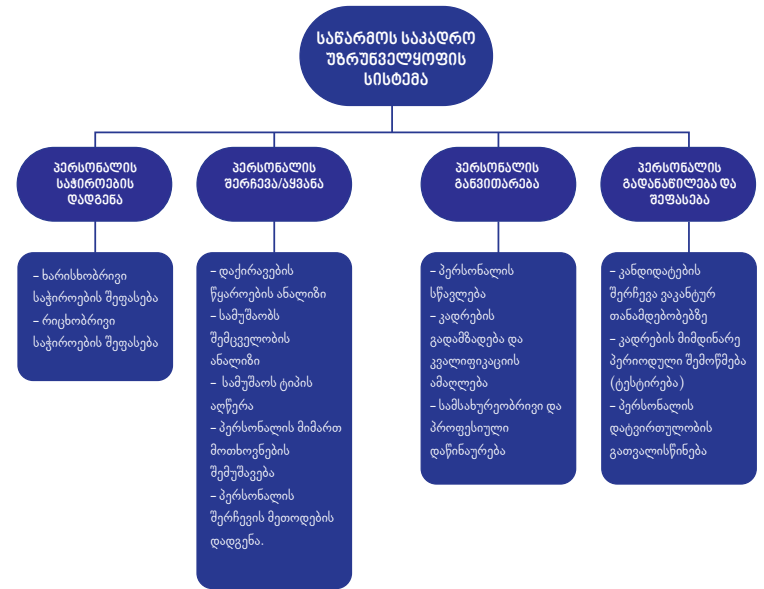 საწარმოს საკადრო
უზრუნველყოფის
სისტემა
პერსონალის
საჭიროების
დადგენა
– ხარისხობრივი
საჭიროების შეფასება
– რიცხობრივი
საჭიროების შეფასება
პერსონალის
შერჩევა/აყვანა
– დაქირავების
წყაროების ანალიზი
– სამუშაობს
შემცველობის
ანალიზი
– სამუშაოს ტიპის
აღწერა
– პერსონალის მიმართ
მოთხოვნების
შემუშავება
– პერსონალის
შერჩევის მეთოდების
დადგენა.
პერსონალის
განვითარება
– პერსონალის
სწავლება
– კადრების
გადამზადება და
კვალიფიკაციის
ამაღლება
– სამსახურეობრივი და
პროფესიული
დაწინაურება
პერსონალის
გადანაწილება და
შეფასება
– კანდიდატების
შერჩევა ვაკანტურ
თანამდებობებზე
– კადრების მიმდინარე
პერიოდული შემოწმება
(ტესტირება)
– პერსონალის
დატვირთულობის
გათვალისწინება